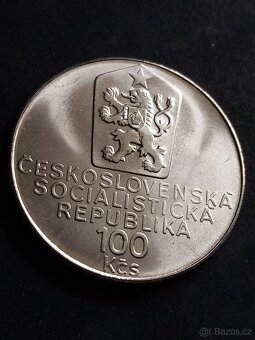 ČESKOSLOVENSKÁ
SOCIALISTICKÁ
REPUBLIKA
100
Kčs
© Bazos.cz